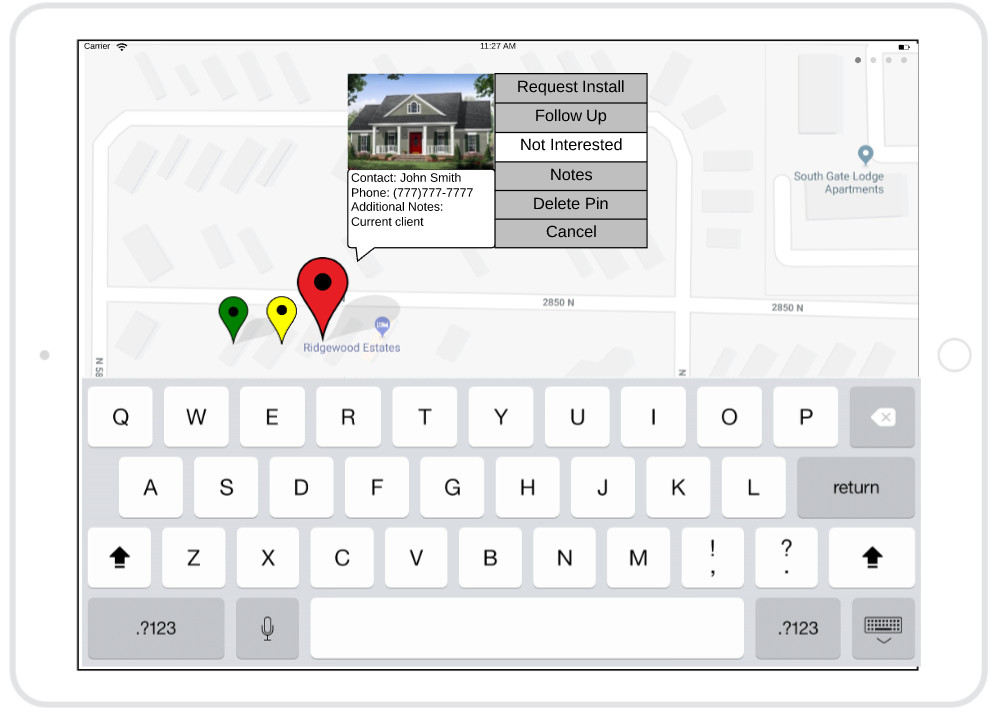 Carrier
11:27 AM
Request Install
Follow Up
Not Interested
Notes
Delete Pin
Cancel
Contact: John Smith
Phone: (777)777-7777
Additional Notes:
Current client
South Gate Lodge
Apartments
2850 N
2850 N
Ridgewood Estates
N 58
N
Q W E R T Y U I O P
A S D F G H J K L return
Z X C V B N M ! , ? .
.?123 .?123